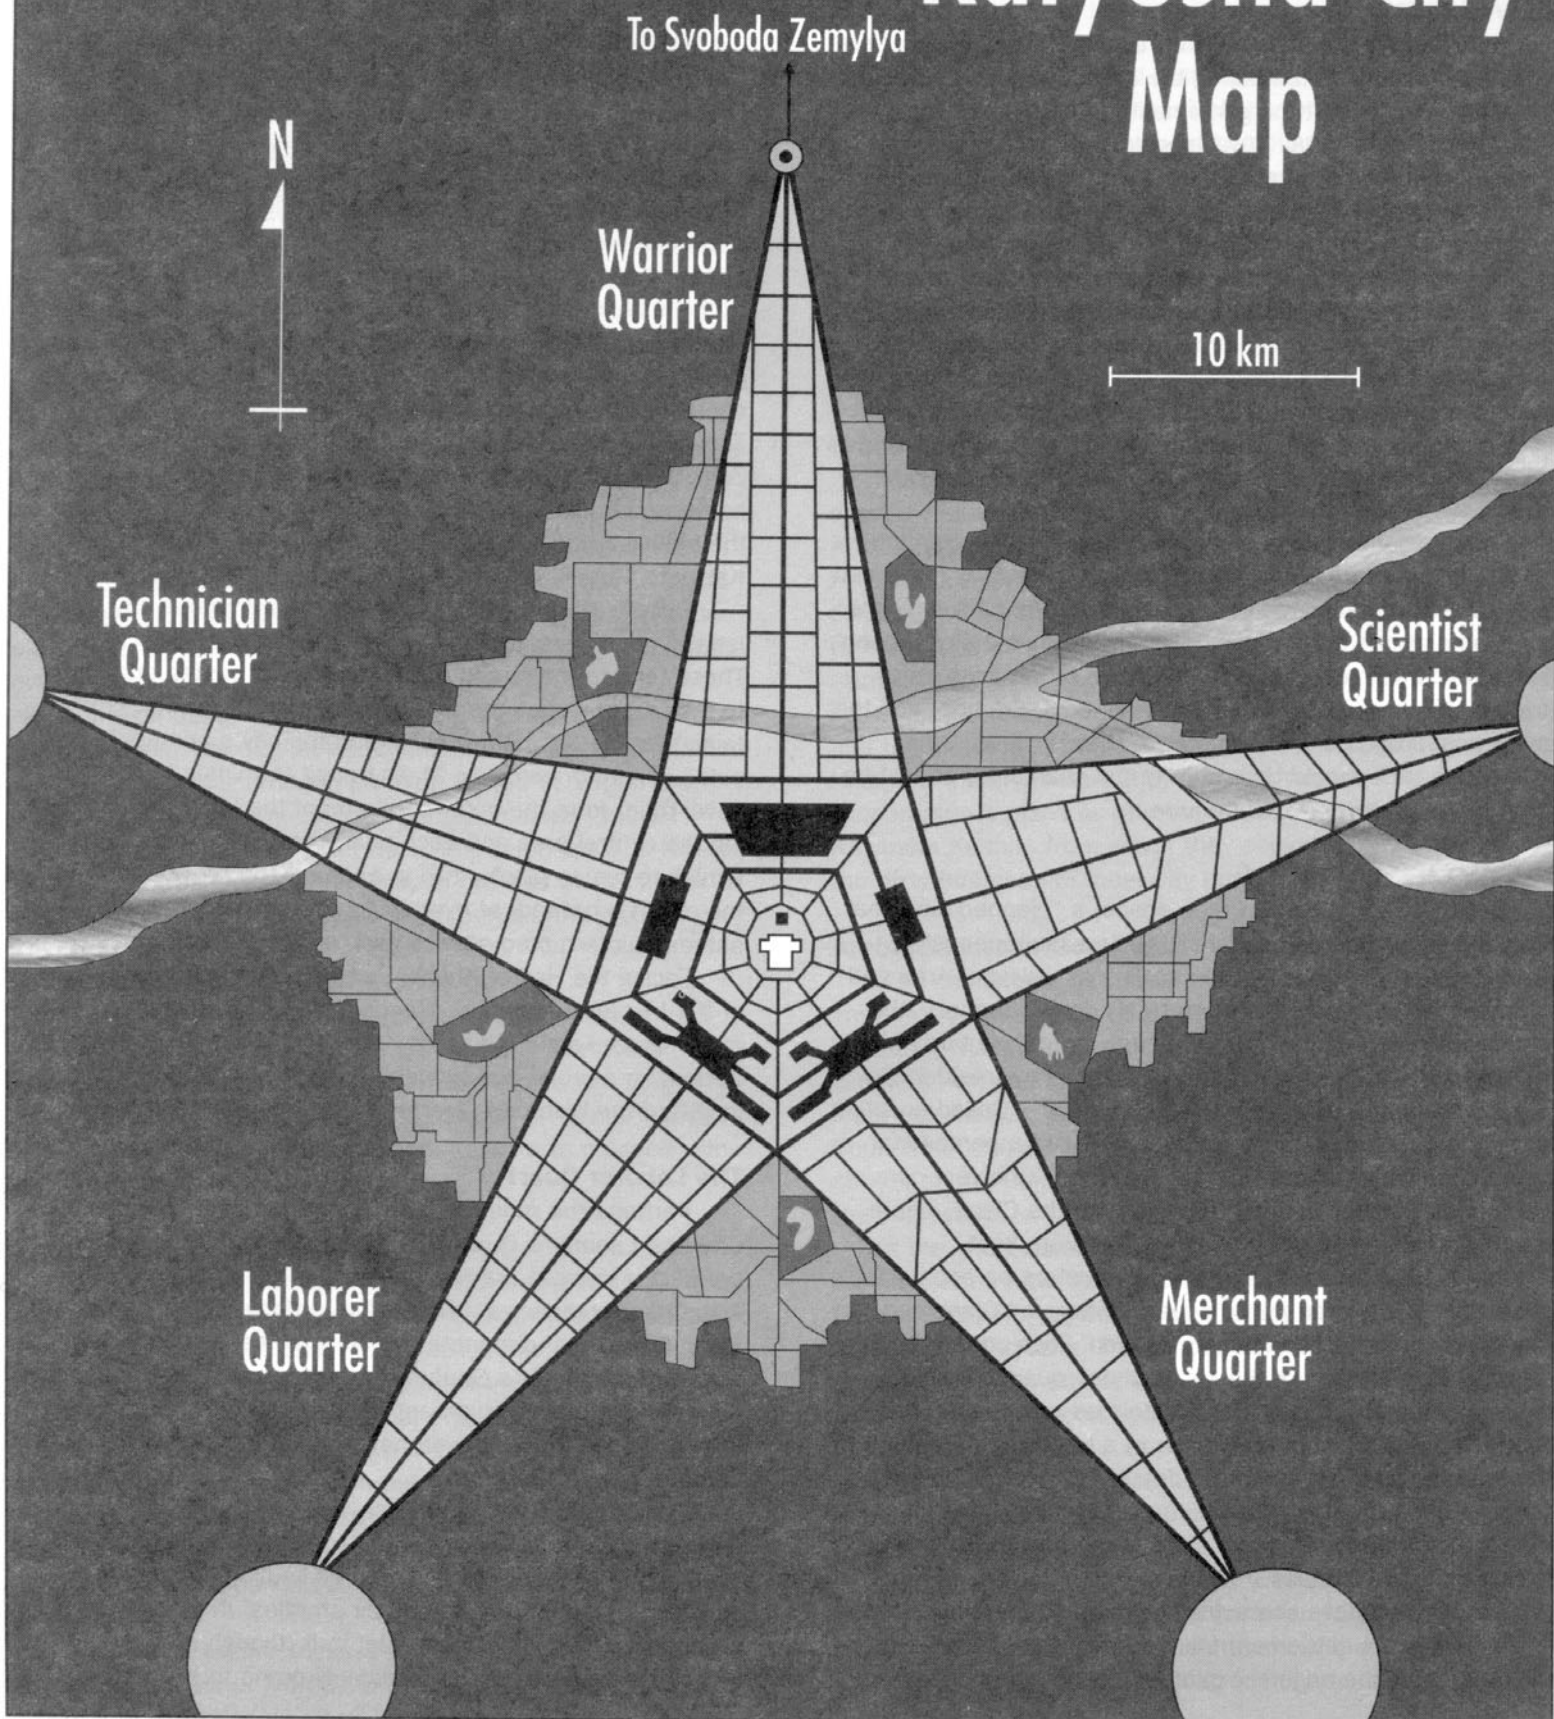 To Svoboda Zemylya
Map
N
Warrior
Quarter
10 km
Technician
Quarter
Scientist
Quarter
Laborer
Quarter
Merchant
Quarter